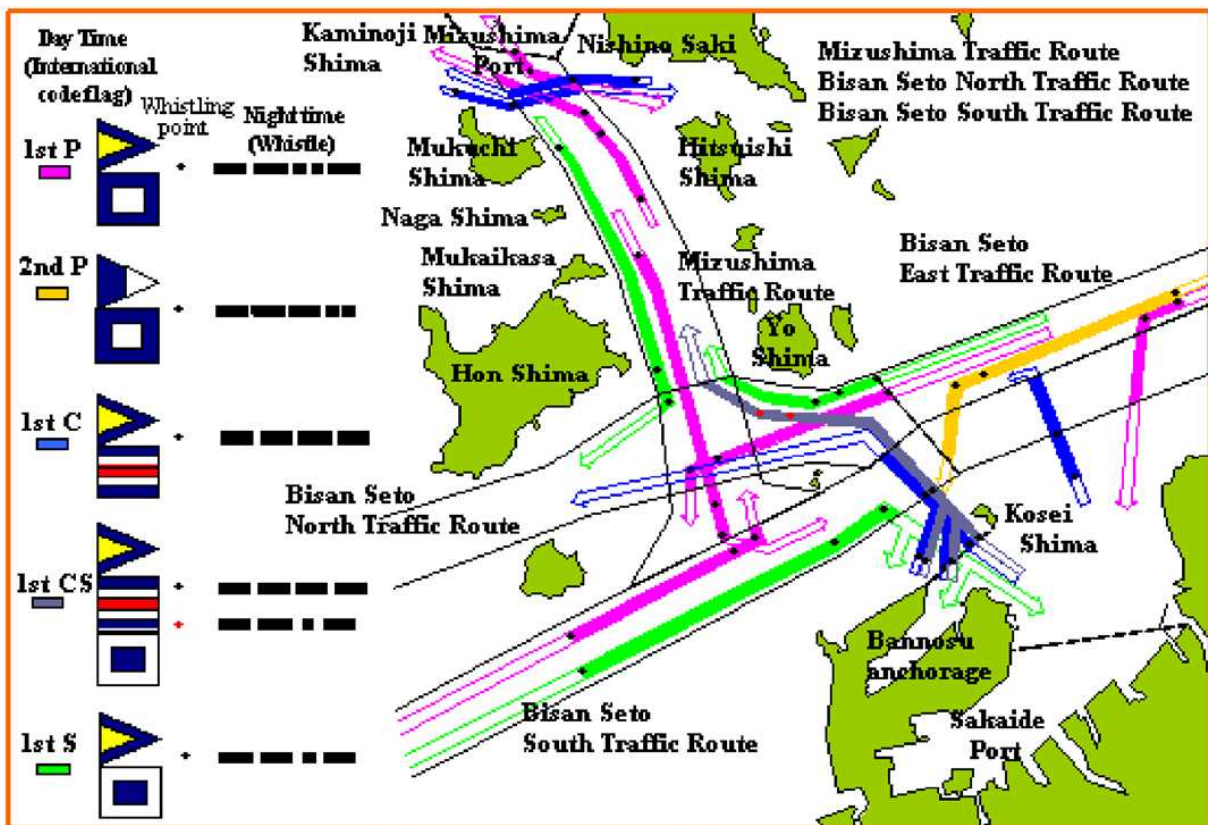 Day Time
(International
codeflag)
Whistling
point
Nighttime
(Whistle)
1st P
2nd P
1st C
1st CS
1st S
Kaminoji
Shima
Mizushima
Port
Nishino Saki
Mizushima Traffic Route
Bisan Seto North Traffic Route
Bisan Seto South Traffic Route
Mukuchi
Shima
Hitsuishi
Shima
Naga Shima
Mukaikasa
Shima
Mizushima
Traffic Route
Bisan Seto
East Traffic Route
Yo
Shima
Hon Shima
Bisan Seto
North Traffic Route
Kosei
Shima
Bannosu
anchorage
Bisan Seto
South Traffic Route
Sakaide
Port